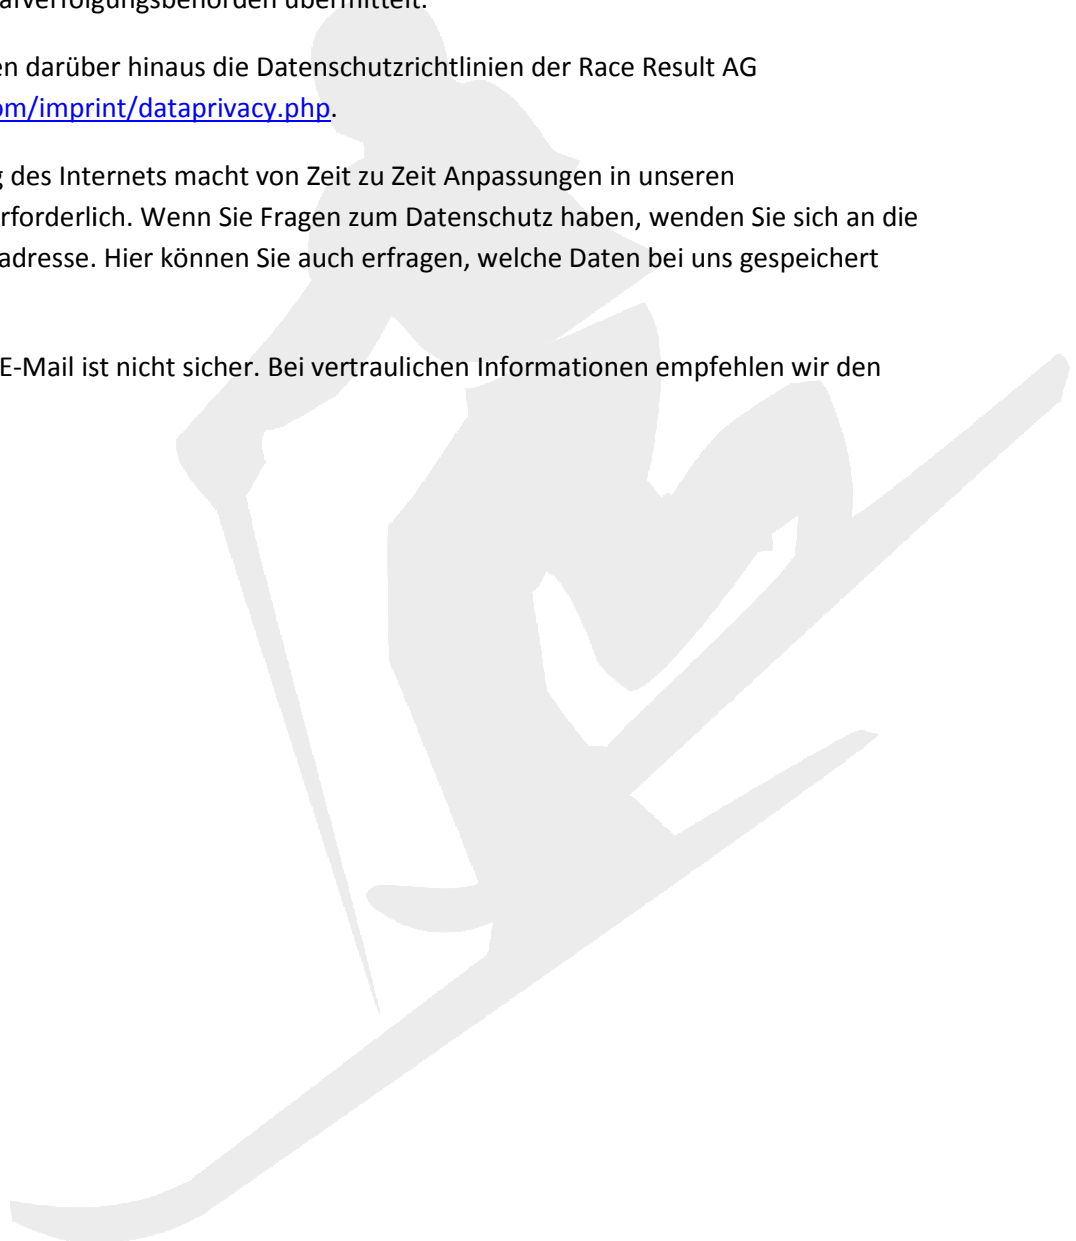 afverfolgungsbehörden übermittelt.
en darüber hinaus die Datenschutzrichtlinien der Race Result AG
om/imprint/dataprivacy.php.
g des Internets macht von Zeit zu Zeit Anpassungen in unseren
rforderlich. Wenn Sie Fragen zum Datenschutz haben, wenden Sie sich an die
adresse. Hier können Sie auch erfragen, welche Daten bei uns gespeichert
E-Mail ist nicht sicher. Bei vertraulichen Informationen empfehlen wir den